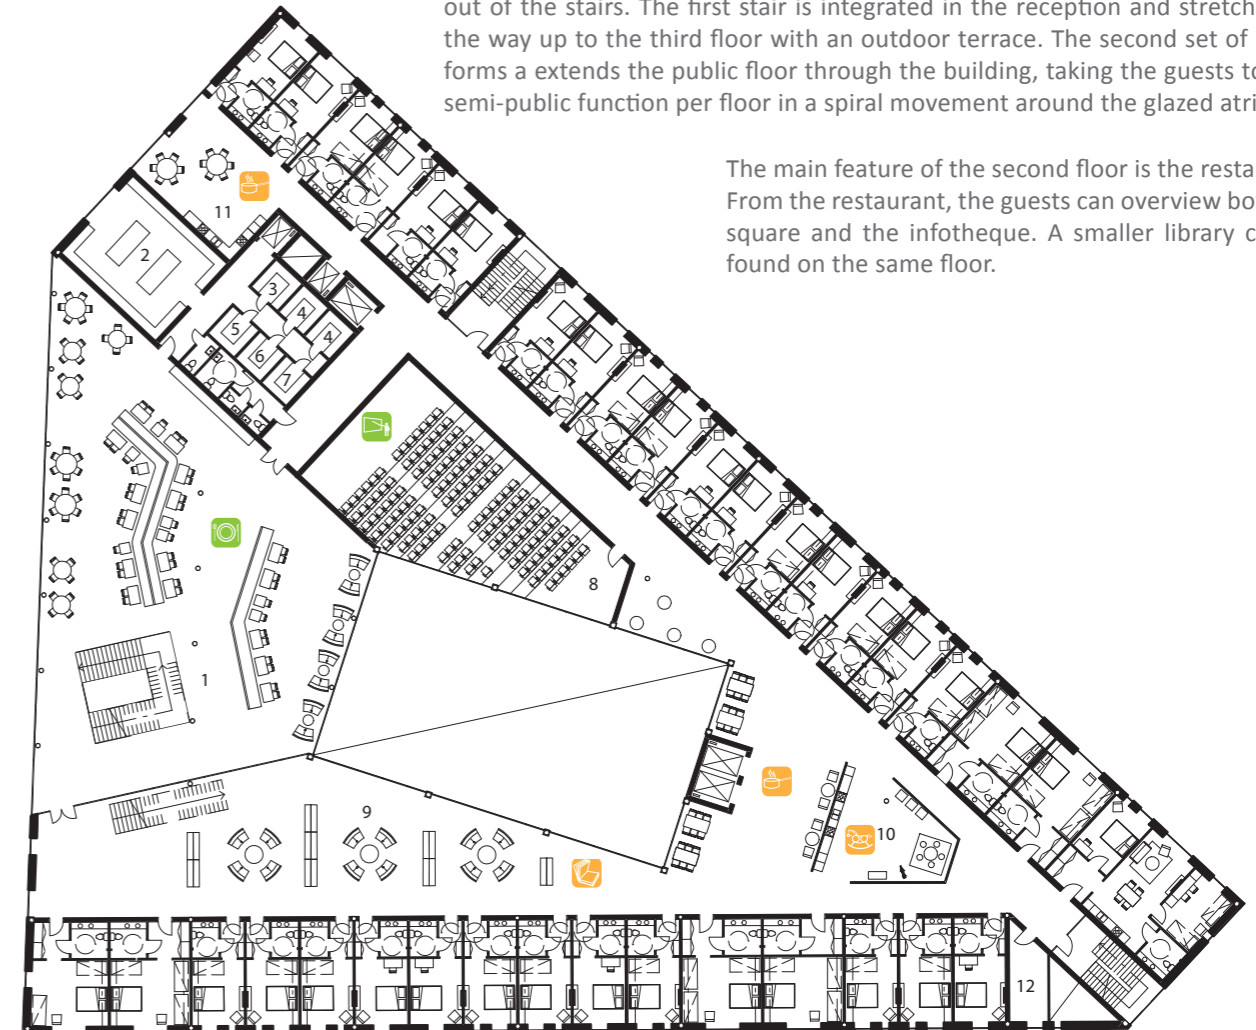 out of the stairs. The first stair is integrated in the reception and stretch
the way up to the third floor with an outdoor terrace. The second set of
forms a extends the public floor through the building, taking the guests to
semi-public function per floor in a spiral movement around the glazed atri
The main feature of the second floor is the resta
From the restaurant, the guests can overview bo
square and the infotheque. A smaller library c
found on the same floor.
11
2
3
4
5
4
6
7
8
1
9
10
12